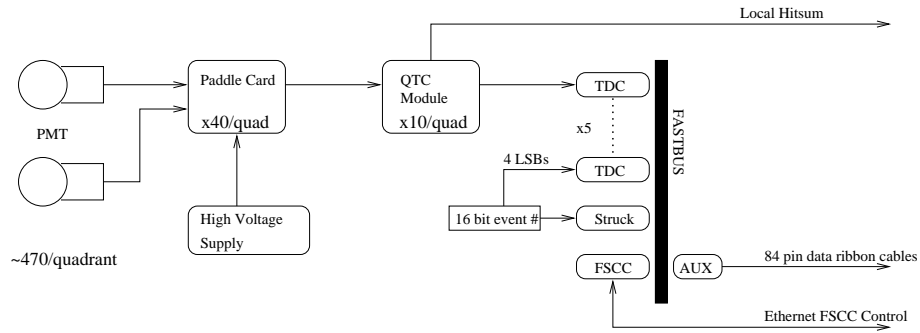 Local Hitsum
Paddle Card
x40/quad
QTC
Module
x10/quad
TDC
x5
FASTBUS
PMT
4 LSBs
TDC
High Voltage
Supply
16 bit event #
Struck
~470/quadrant
FSCC
AUX
84 pin data ribbon cables
Ethernet FSCC Control